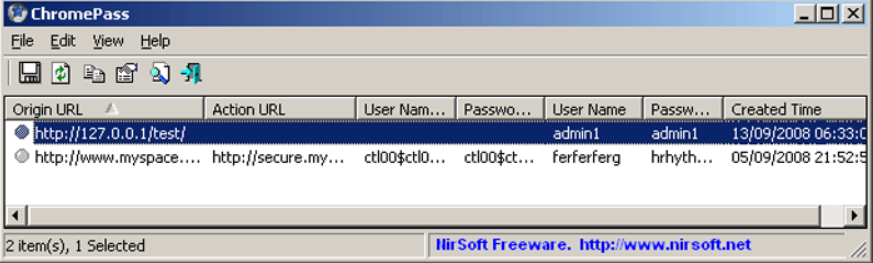 ChromePass
File Edit View Help
Origin URL Action URL User Nam... Passwo... User Name Passw... Created Time
http://127.0.0.1/test/ admin1 admin1 13/09/2008 06:33:0
http://www.myspace.... http://secure.my... ctl00$ctl0... ctl00$ct... ferferferg hrhyth... 05/09/2008 21:52:5
2 item(s), 1 Selected NirSoft Freeware. http://www.nirsoft.net